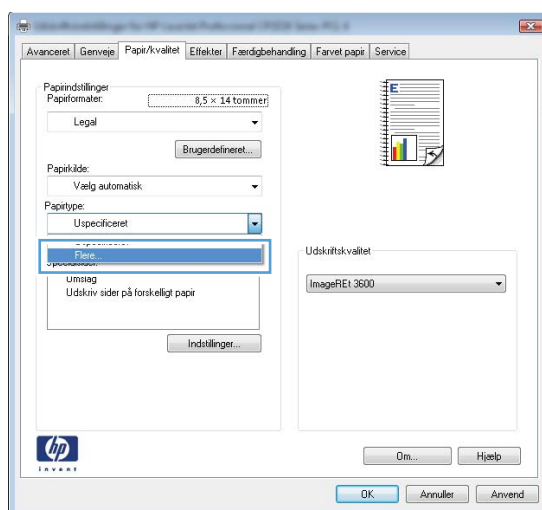 Avanceret Genveje Papir/kvalitet Effekter Færdigbehandling Farvet papir Service
Papirindstillinger
Papirformater: 8,5 × 14 tommer
Legal
Brugerdefineret...
Papirkilde:
Vælg automatisk
Papirtype:
Uspecificeret
Flere...
Umslag
Udskriv sider på forskelligt papir
Indstillinger...
E
Udskriftskvalitet
ImageREt 3600
hp
invent
Om... Hjælp
OK Annuller Anvend